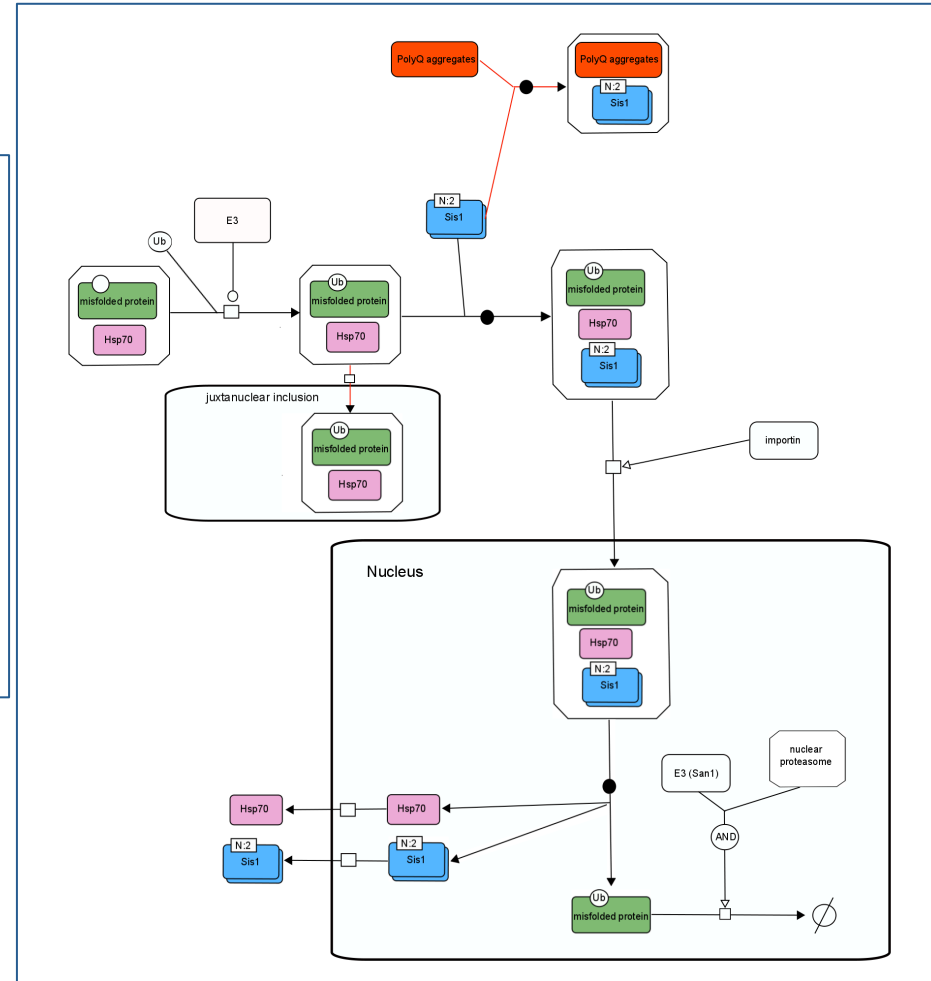 PolyQ aggregates
PolyQ aggregates
N:2
Sis1
N:2
Sis1
E3
Ub
misfolded protein
Hsp70
Ub
misfolded protein
Hsp70
Ub
misfolded protein
Hsp70
N:2
Sis1
juxtanuclear inclusion
Ub
misfolded protein
Hsp70
importin
Nucleus
Ub
misfolded protein
Hsp70
N:2
Sis1
nuclear
proteasome
E3 (San1)
Hsp70
Hsp70
AND
N:2
Sis1
N:2
Sis1
Ub
misfolded protein